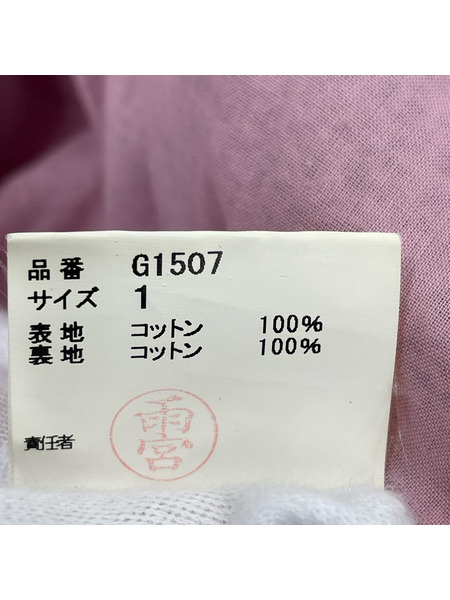 品番 G1507
サイズ 1
表地 コットン 100%
裏地 コットン 100%
責任者 雨宮